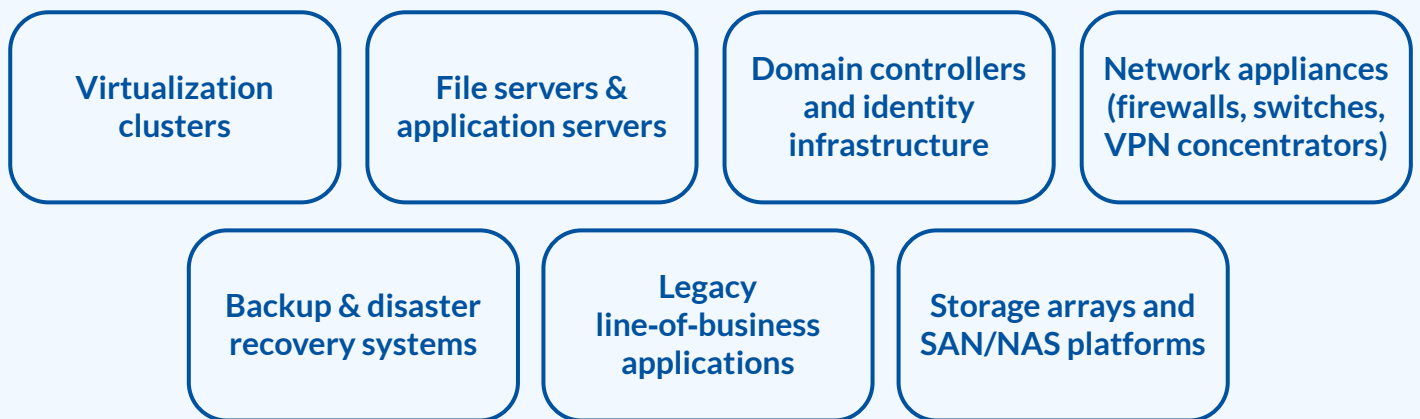 Virtualization
clusters
File servers &
application servers
Domain controllers
and identity
infrastructure
Network appliances
(firewalls, switches,
VPN concentrators)
Backup & disaster
recovery systems
Legacy
line-of-business
applications
Storage arrays and
SAN/NAS platforms